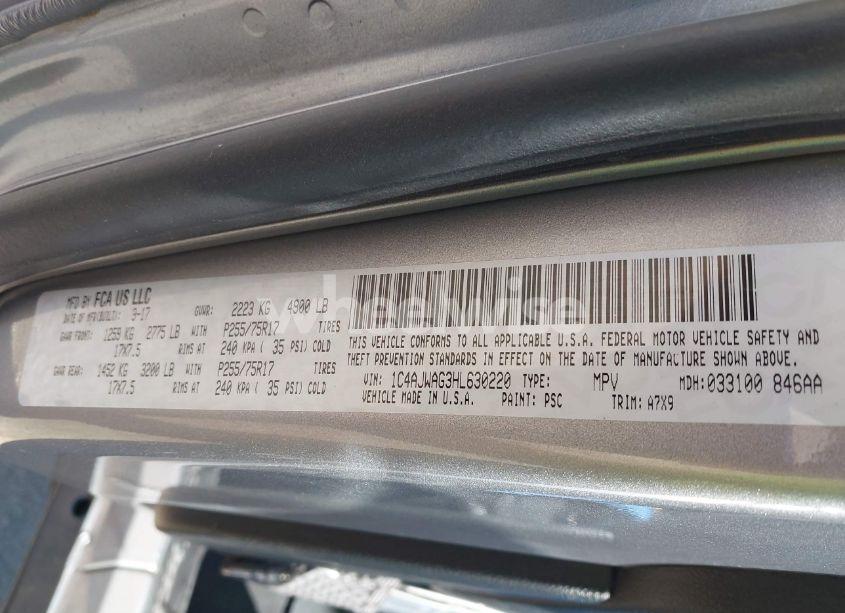 MFD BY FCA US LLC
DATE OF MFR(BUILT): 9-17 GVWR: 2223 KG 4900 LB
GAWR FRONT: 1259 KG 2775 LB WITH P255/75R17 TIRES
17X7.5 RIMS AT 240 KPA ( 35 PSI) COLD
GAWR REAR: 1452 KG 3200 LB WITH P255/75R17 TIRES
17X7.5 RIMS AT 240 KPA ( 35 PSI) COLD
THIS VEHICLE CONFORMS TO ALL APPLICABLE U.S.A. FEDERAL MOTOR VEHICLE SAFETY AND
THEFT PREVENTION STANDARDS IN EFFECT ON THE DATE OF MANUFACTURE SHOWN ABOVE.
VIN: 1C4AJWAG3HL630220 TYPE: MPV MDH:033100 846AA
VEHICLE MADE IN U.S.A. PAINT: PSC TRIM: A7X9
wheelwise